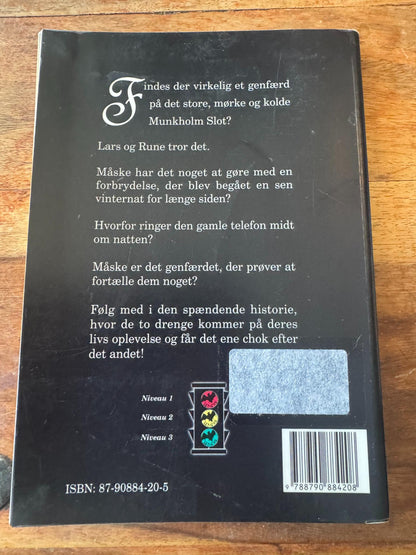 Findes der virkelig et genfærd
på det store, mørke og kolde
Munkholm Slot?
Lars og Rune tror det.
Måske har det noget at gøre med en
forbrydelse, der blev begået en sen
vinternat for længe siden?
Hvorfor ringer den gamle telefon midt
om natten?
Måske er det genfærdet, der prøver at
fortælle dem noget?
Følg med i den spændende historie,
hvor de to drenge kommer på deres
livs oplevelse og får det ene chok efter
det andet!
Niveau 1
Niveau 2
Niveau 3
ISBN: 87-90884-20-5
9 788790 884208